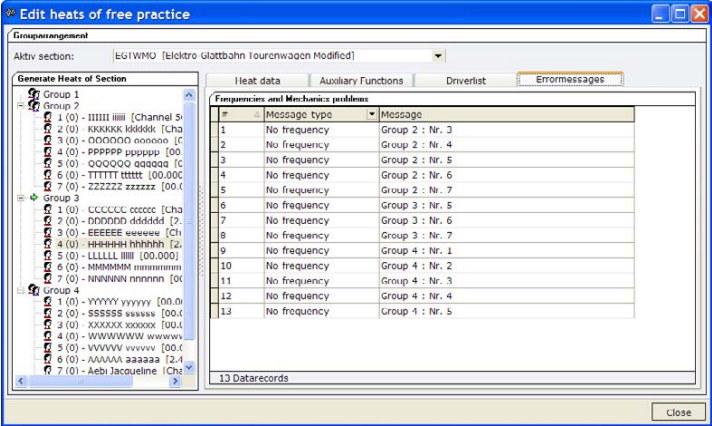 Edit heats of free practice
Grouparrangement
Aktiv section: EGTWMO [Elektro-Glattbahn Tourenwagen Modified]
Generate Heats of Section
Group 1
Group 2
1 (0) - IIIIII iiiiii [Channel 5
2 (0) - KKKKKK kkkkkk [Cha
3 (0) - OOOOOO oooooo [C
4 (0) - PPPPPP pppppp [00.
5 (0) - QQQQQQ qqqqqq [C
6 (0) - TTTTTT tttttt [00.000
7 (0) - ZZZZZZ zzzzzz [00.0
Group 3
1 (0) - CCCCCC cccccc [Cha
2 (0) - DDDDDD dddddd [2.
3 (0) - EEEEEE eeeeee [Ch
4 (0) - HHHHHH hhhhhh [2.
5 (0) - LLLLLL llllll [00.000]
6 (0) - MMMMMM mmmmmm
7 (0) - NNNNNN nnnnnn [00
Group 4
1 (0) - YYYYYY yyyyyy [00.0
2 (0) - SSSSSS ssssss [00.0
3 (0) - XXXXXX xxxxxx [00.
4 (0) - WWWWWW wwwwv
5 (0) - VVVVVV vvvvvv [00.0
6 (0) - AAAAAA aaaaaa [2.4
7 (0) - Aebi Jacqueline [Cha
Heat data Auxiliary Functions Driverlist Errormessages
Frequencies and Mechanics problems
# Message type Message
1 No frequency Group 2 : Nr. 3
2 No frequency Group 2 : Nr. 4
3 No frequency Group 2 : Nr. 5
4 No frequency Group 2 : Nr. 6
5 No frequency Group 2 : Nr. 7
6 No frequency Group 3 : Nr. 5
7 No frequency Group 3 : Nr. 6
8 No frequency Group 3 : Nr. 7
9 No frequency Group 4 : Nr. 1
10 No frequency Group 4 : Nr. 2
11 No frequency Group 4 : Nr. 3
12 No frequency Group 4 : Nr. 4
13 No frequency Group 4 : Nr. 5
13 Datarecords
Close